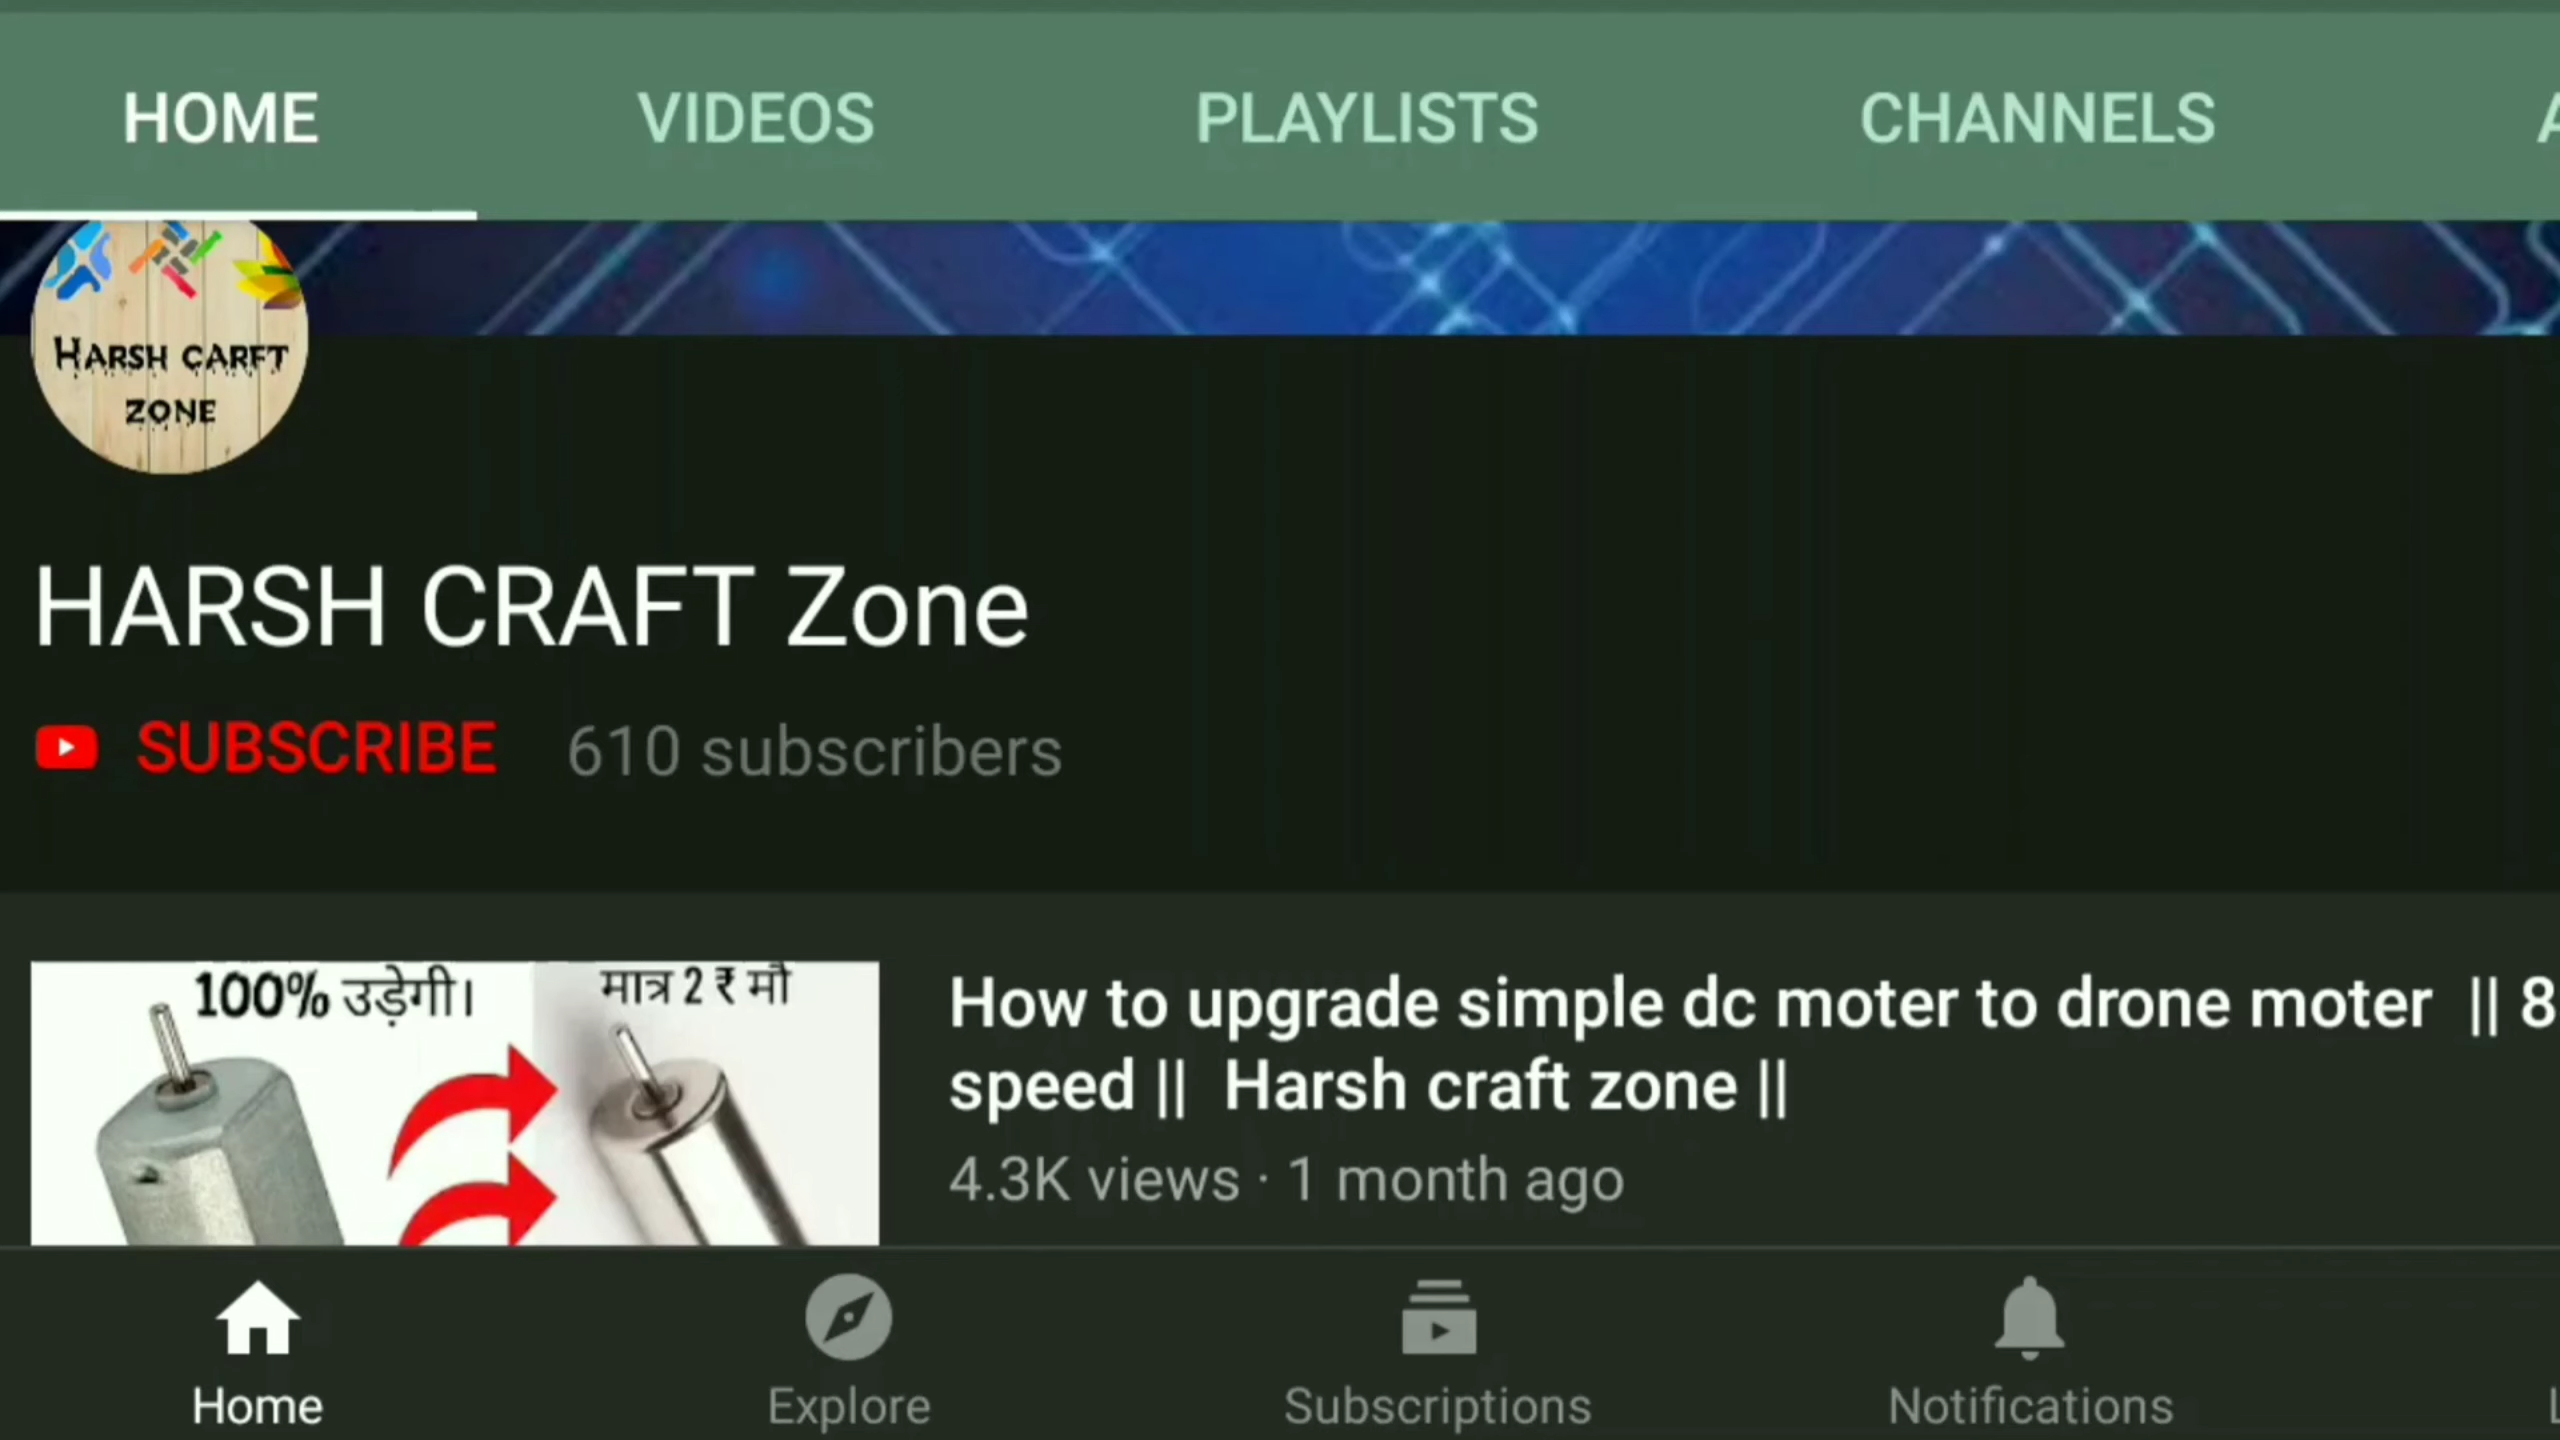 HOME VIDEOS PLAYLISTS CHANNELS
HARSH CARFT
ZONE
HARSH CRAFT Zone
SUBSCRIBE 610 subscribers
100% उड़ेगी।
मात्र 2 ₹ मौ
How to upgrade simple dc moter to drone moter || 8
speed || Harsh craft zone ||
4.3K views · 1 month ago
Home Explore Subscriptions Notifications